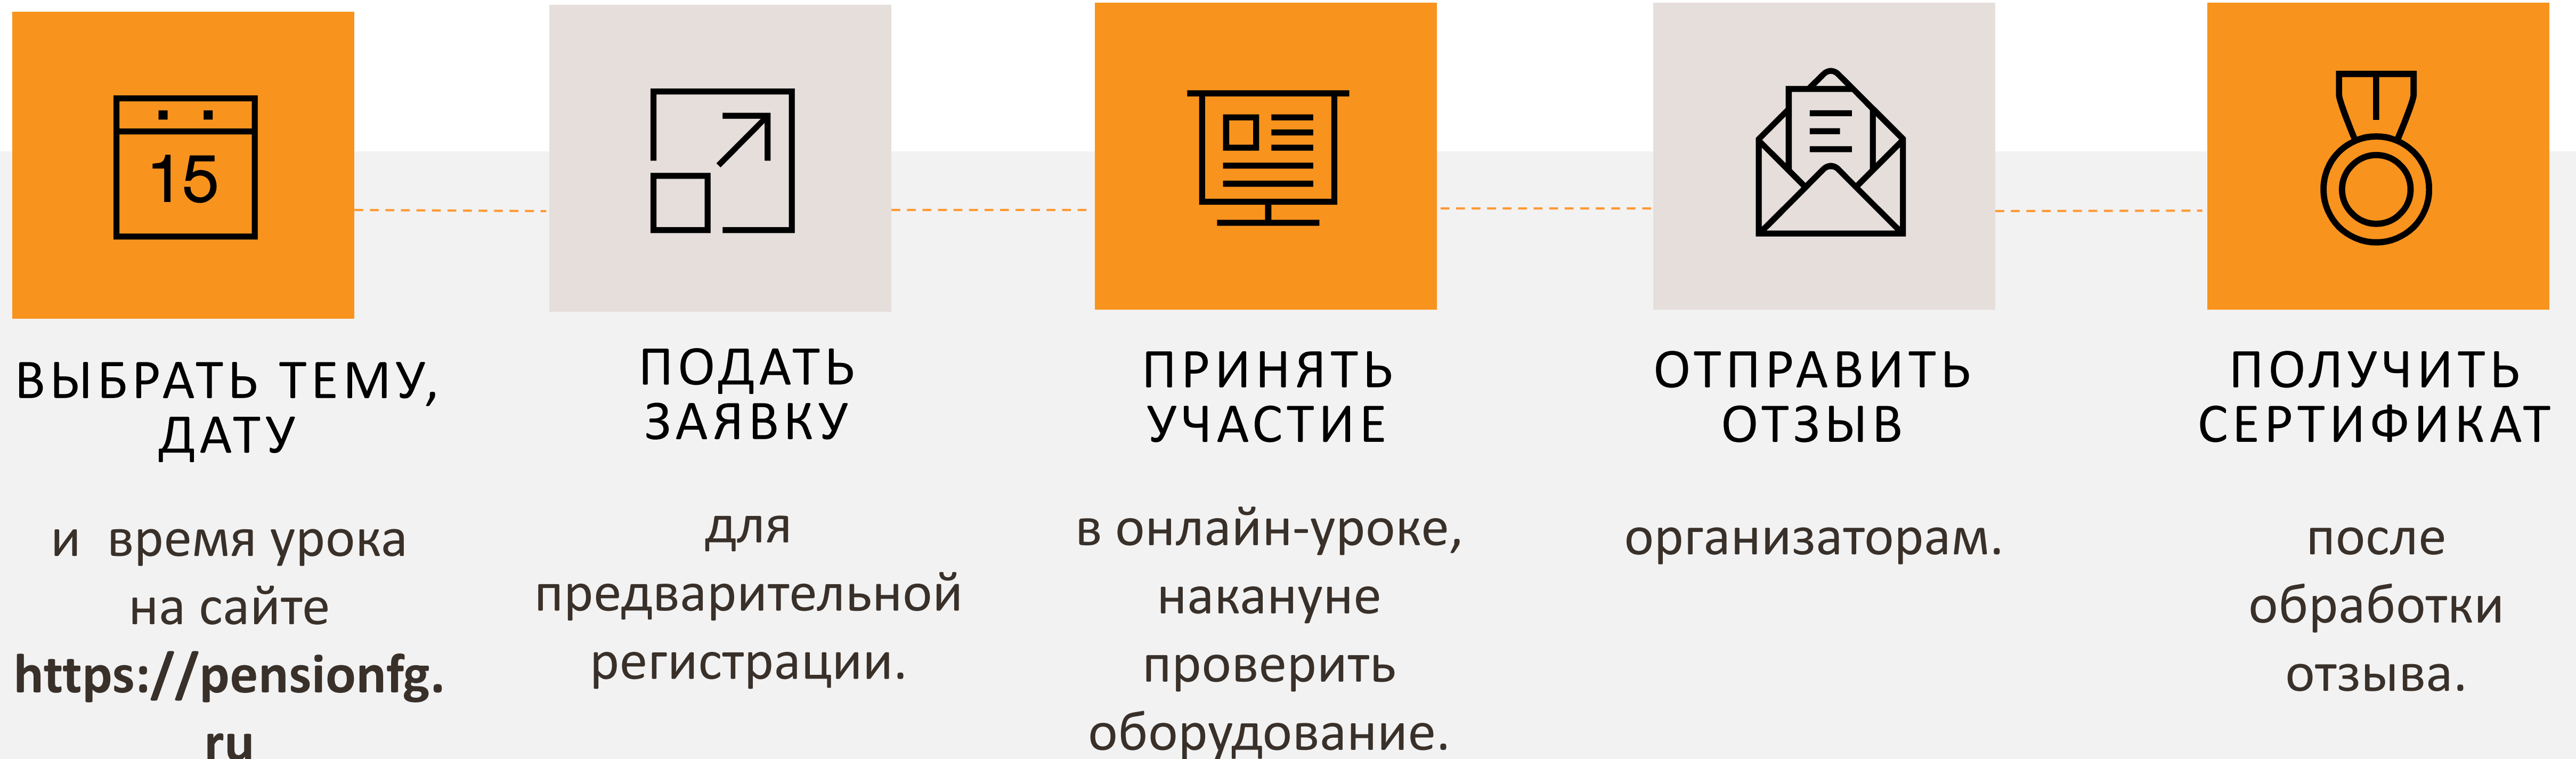 15
ВЫБРАТЬ ТЕМУ,
ДАТУ
и время урока
на сайте
https://pensionfg.
ru
ПОДАТЬ
ЗАЯВКУ
для
предварительной
регистрации.
ПРИНЯТЬ
УЧАСТИЕ
в онлайн-уроке,
накануне
проверить
оборудование.
ОТПРАВИТЬ
ОТЗЫВ
организаторам.
ПОЛУЧИТЬ
СЕРТИФИКАТ
после
обработки
отзыва.